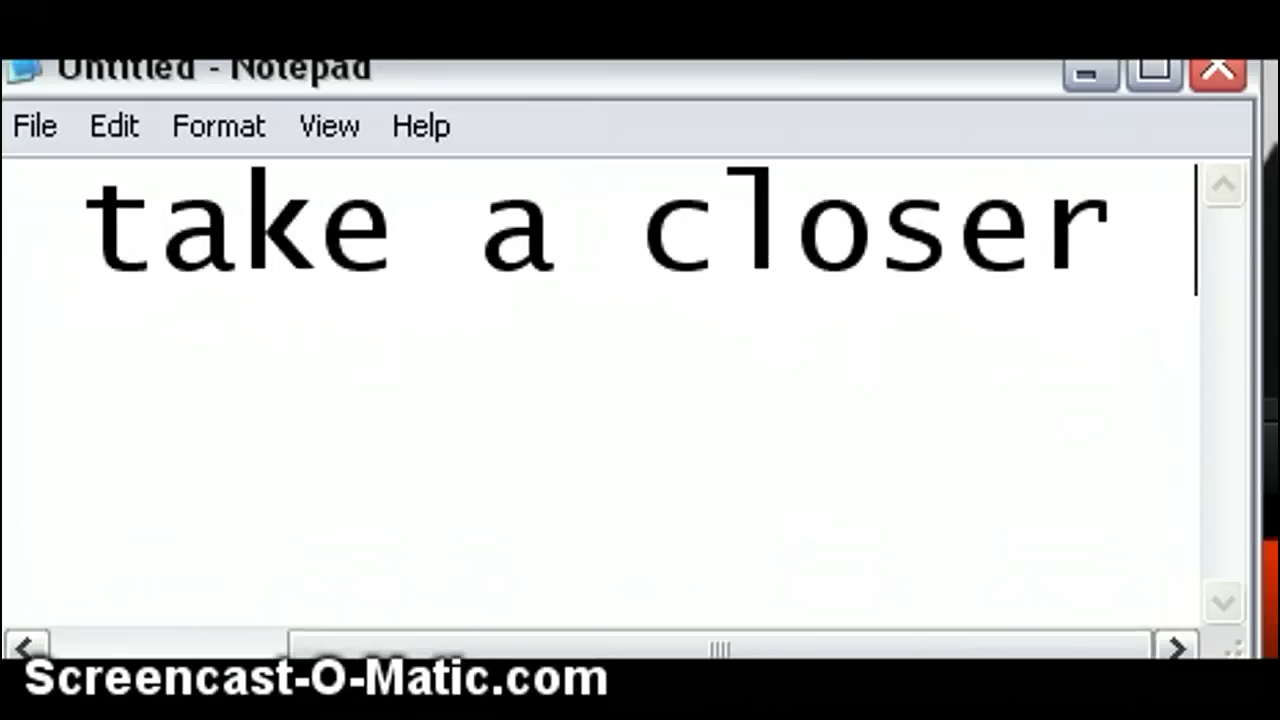 Untitled - Notepad
File Edit Format View Help
take a closer
Screencast-O-Matic.com